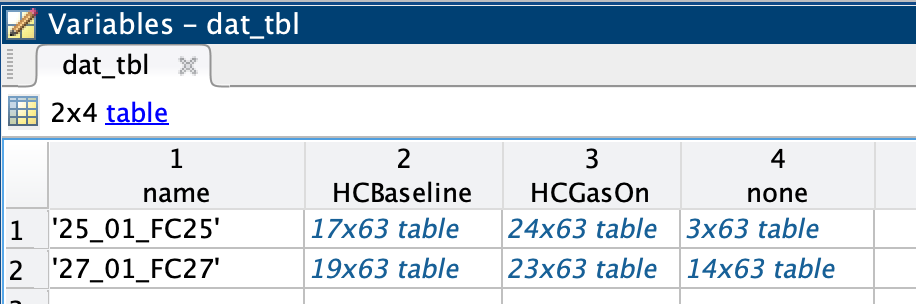 Variables – dat_tbl
dat_tbl
2x4 table
1 2 3 4
name HCBaseline HCGasOn none
1 '25_01_FC25' 17x63 table 24x63 table 3x63 table
2 '27_01_FC27' 19x63 table 23x63 table 14x63 table